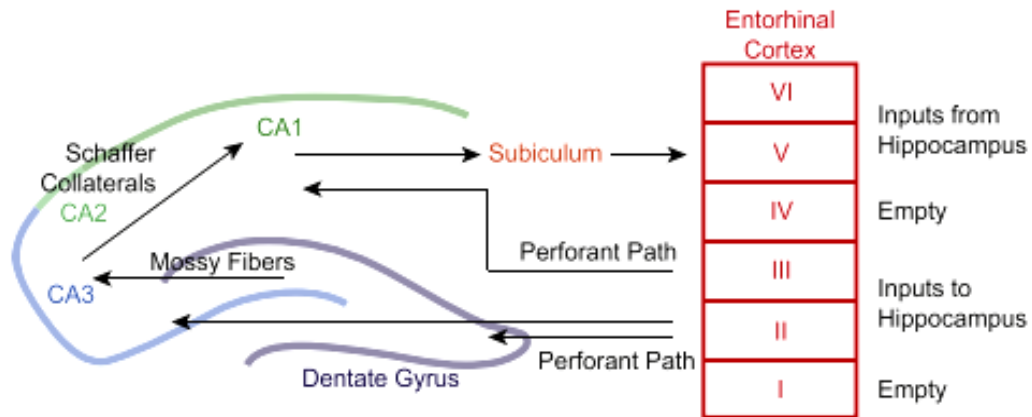 Entorhinal
Cortex
VI
CA1
Inputs from
Hippocampus
Schaffer
Collaterals
Subiculum
V
CA2
IV
Empty
Perforant Path
Mossy Fibers
III
CA3
Inputs to
Hippocampus
II
Perforant Path
Dentate Gyrus
I
Empty